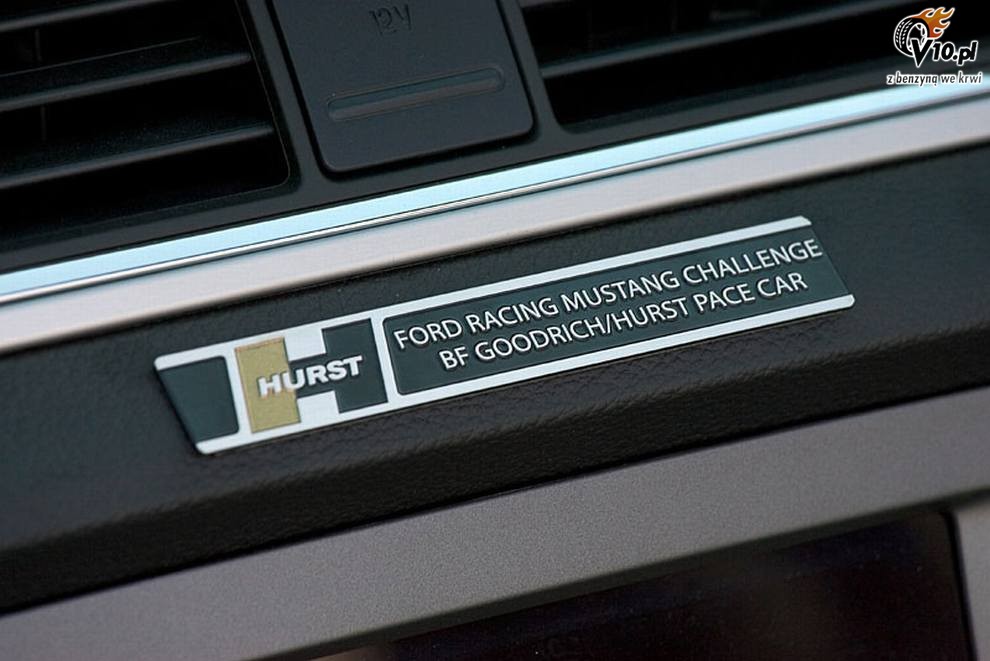 12V
V10.pl
z benzyną we krwi
HURST
FORD RACING MUSTANG CHALLENGE
BF GOODRICH/HURST PACE CAR